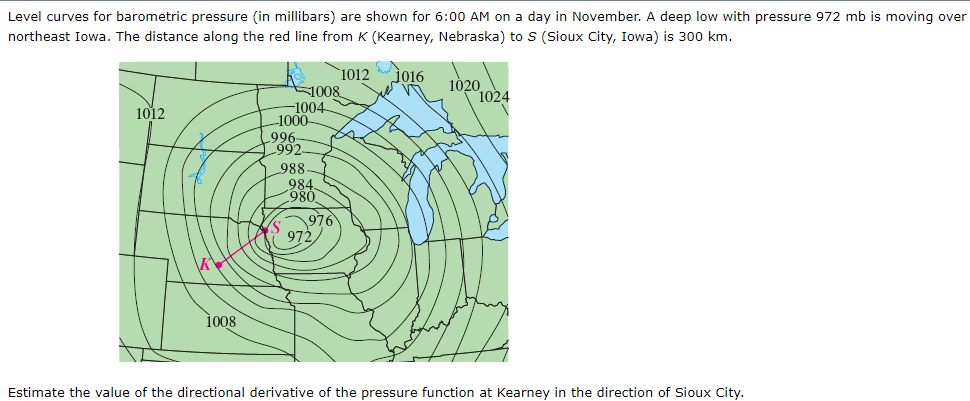 Level curves for barometric pressure (in millibars) are shown for 6:00 AM on a day in November. A deep low with pressure 972 mb is moving over
northeast Iowa. The distance along the red line from K (Kearney, Nebraska) to S (Sioux City, Iowa) is 300 km.
1012 1016 1020 1024
1008
1012
1004
1000
996
992
988
984
980
S 976
972
K
1008
Estimate the value of the directional derivative of the pressure function at Kearney in the direction of Sioux City.